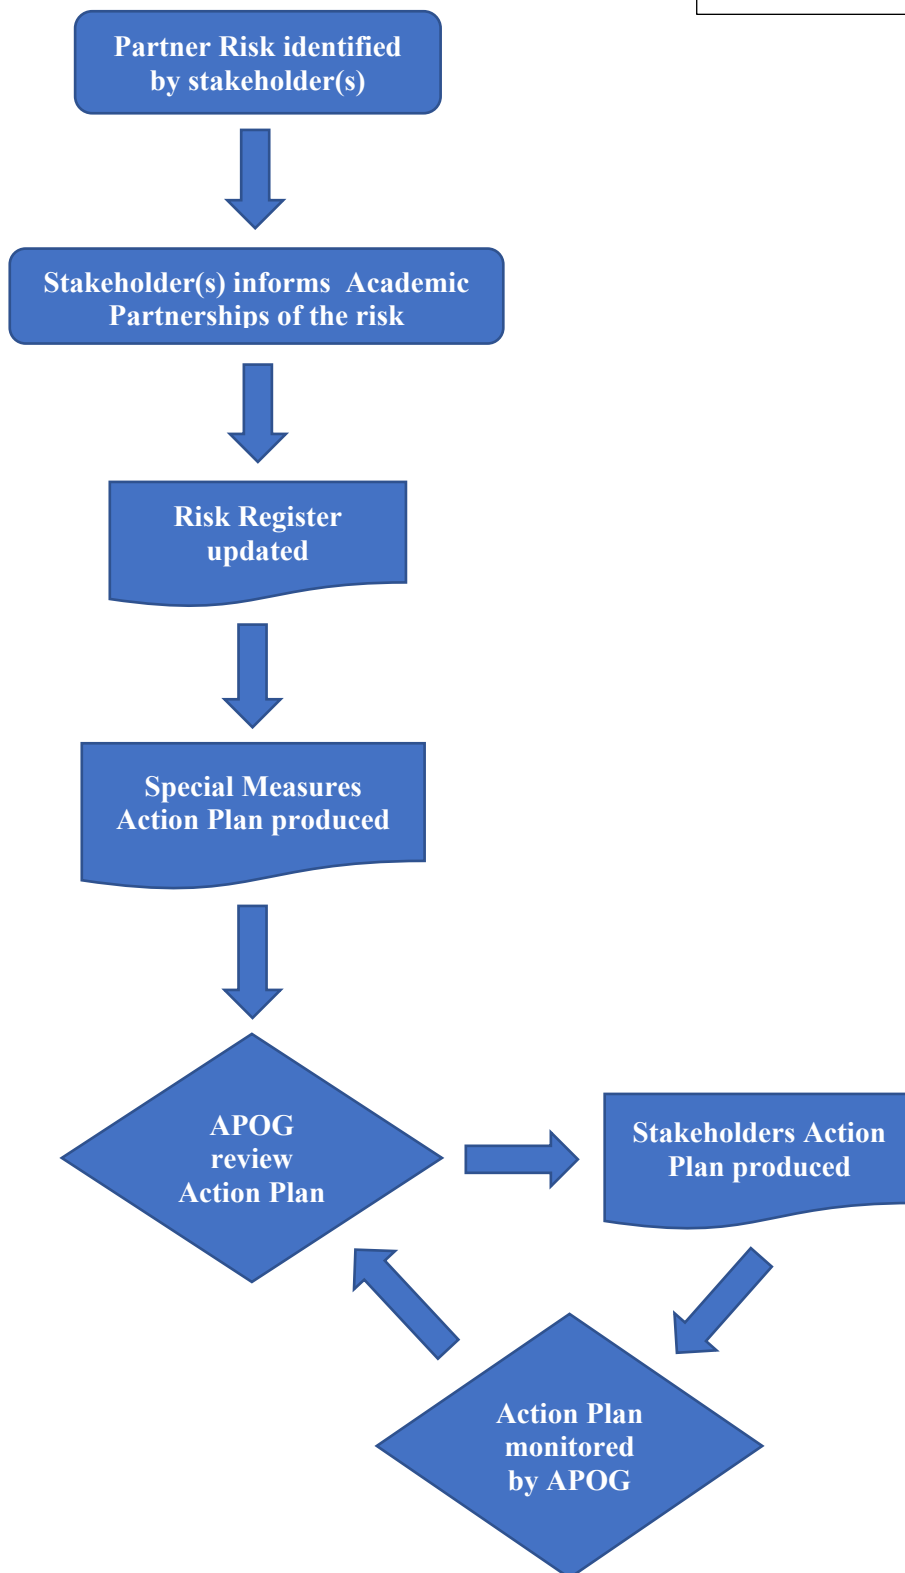 Partner Risk identified
by stakeholder(s)
Stakeholder(s) informs Academic
Partnerships of the risk
Risk Register
updated
Special Measures
Action Plan produced
APOG
review
Action Plan
Stakeholders Action
Plan produced
Action Plan
monitored
by APOG